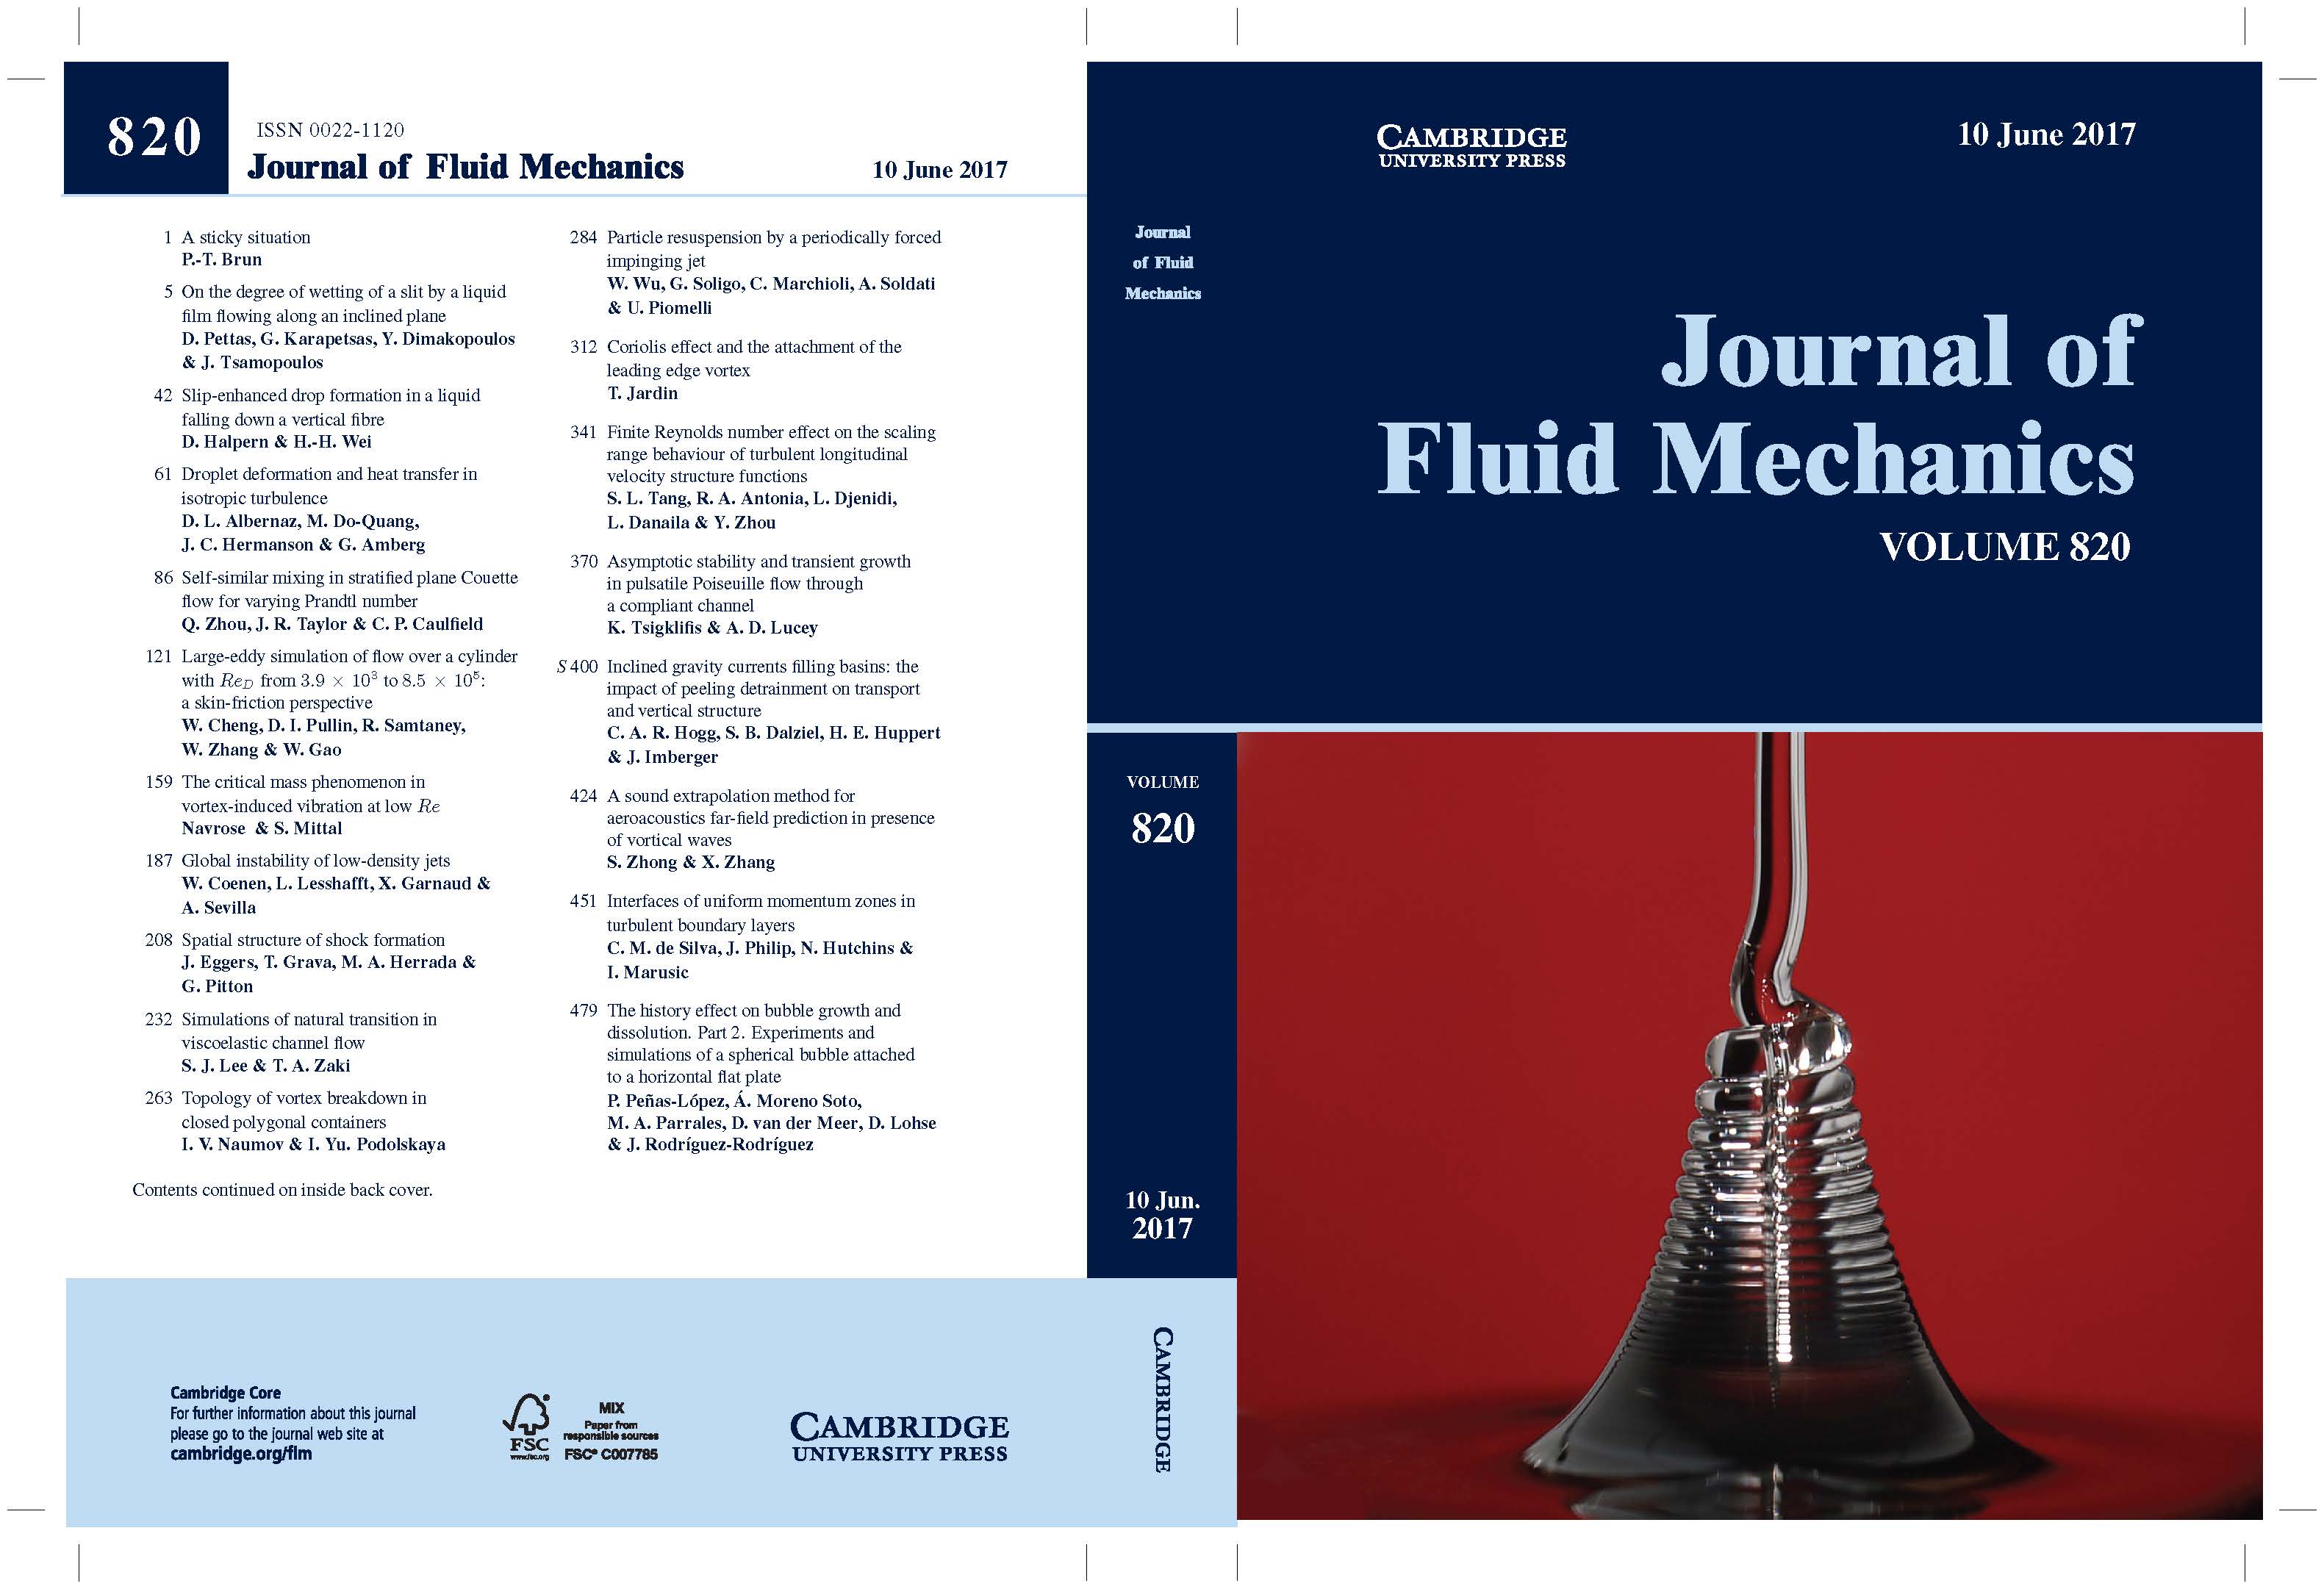 820
ISSN 0022-1120
Journal of Fluid Mechanics
10 June 2017
1 A sticky situation
P.-T. Brun
5 On the degree of wetting of a slit by a liquid
film flowing along an inclined plane
D. Pettas, G. Karapetsas, Y. Dimakopoulos
& J. Tsamopoulos
42 Slip-enhanced drop formation in a liquid
falling down a vertical fibre
D. Halpern & H.-H. Wei
61 Droplet deformation and heat transfer in
isotropic turbulence
D. L. Albernaz, M. Do-Quang,
J. C. Hermanson & G. Amberg
86 Self-similar mixing in stratified plane Couette
flow for varying Prandtl number
Q. Zhou, J. R. Taylor & C. P. Caulfield
121 Large-eddy simulation of flow over a cylinder
with Re_D from 3.9 × 10³ to 8.5 × 10⁵:
a skin-friction perspective
W. Cheng, D. I. Pullin, R. Samtaney,
W. Zhang & W. Gao
159 The critical mass phenomenon in
vortex-induced vibration at low Re
Navrose & S. Mittal
187 Global instability of low-density jets
W. Coenen, L. Lesshafft, X. Garnaud &
A. Sevilla
208 Spatial structure of shock formation
J. Eggers, T. Grava, M. A. Herrada &
G. Pitton
232 Simulations of natural transition in
viscoelastic channel flow
S. J. Lee & T. A. Zaki
263 Topology of vortex breakdown in
closed polygonal containers
I. V. Naumov & I. Yu. Podolskaya
284 Particle resuspension by a periodically forced
impinging jet
W. Wu, G. Soligo, C. Marchioli, A. Soldati
& U. Piomelli
312 Coriolis effect and the attachment of the
leading edge vortex
T. Jardin
341 Finite Reynolds number effect on the scaling
range behaviour of turbulent longitudinal
velocity structure functions
S. L. Tang, R. A. Antonia, L. Djenidi,
L. Danaila & Y. Zhou
370 Asymptotic stability and transient growth
in pulsatile Poiseuille flow through
a compliant channel
K. Tsigklifis & A. D. Lucey
S 400 Inclined gravity currents filling basins: the
impact of peeling detrainment on transport
and vertical structure
C. A. R. Hogg, S. B. Dalziel, H. E. Huppert
& J. Imberger
424 A sound extrapolation method for
aeroacoustics far-field prediction in presence
of vortical waves
S. Zhong & X. Zhang
451 Interfaces of uniform momentum zones in
turbulent boundary layers
C. M. de Silva, J. Philip, N. Hutchins &
I. Marusic
479 The history effect on bubble growth and
dissolution. Part 2. Experiments and
simulations of a spherical bubble attached
to a horizontal flat plate
P. Peñas-López, Á. Moreno Soto,
M. A. Parrales, D. van der Meer, D. Lohse
& J. Rodríguez-Rodríguez
Contents continued on inside back cover.
Cambridge Core
For further information about this journal
please go to the journal web site at
cambridge.org/flm
FSC
www.fsc.org
MIX
Paper from
responsible sources
FSC® C007785
CAMBRIDGE
UNIVERSITY PRESS
Journal
of Fluid
Mechanics
VOLUME
820
10 Jun.
2017
CAMBRIDGE
CAMBRIDGE
UNIVERSITY PRESS
10 June 2017
Journal of
Fluid Mechanics
VOLUME 820